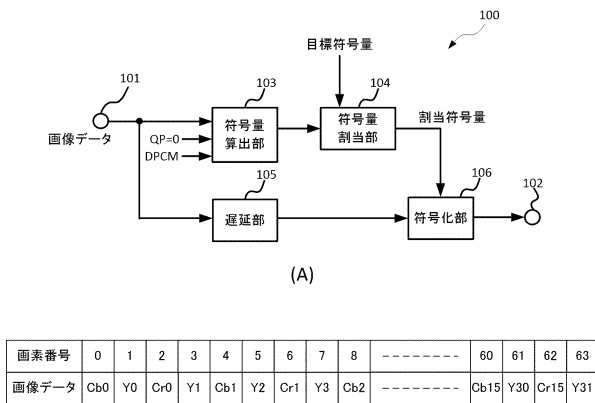 100
目標符号量
101
103
104
符号量
算出部
符号量
割当部
割当符号量
画像データ
QP=0
DPCM
105
106
102
遅延部
符号化部
(A)
画素番号 0 1 2 3 4 5 6 7 8 60 61 62 63
画像データ Cb0 Y0 Cr0 Y1 Cb1 Y2 Cr1 Y3 Cb2 Cb15 Y30 Cr15 Y31